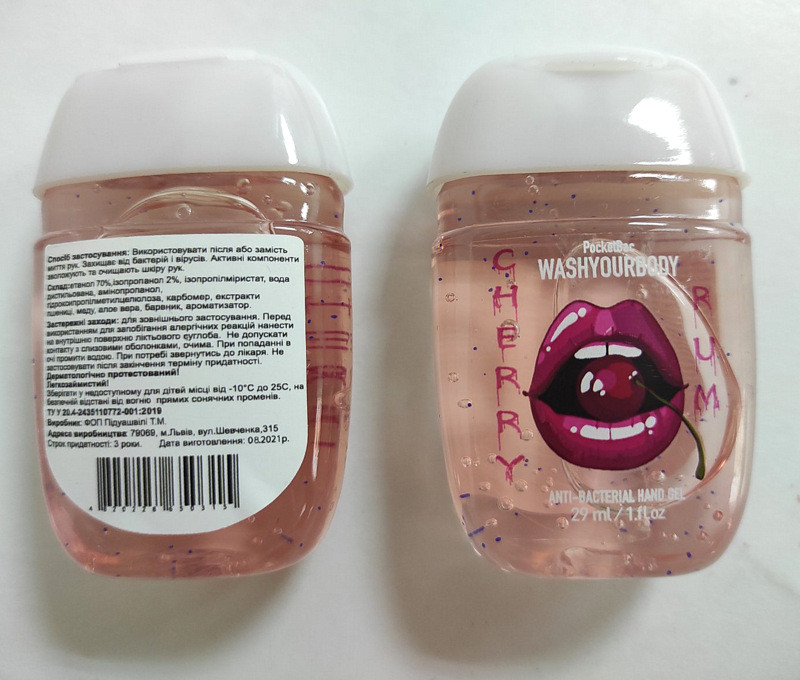 Спосіб застосування: Використовувати після або замість
миття рук. Захищає від бактерій і вірусів. Активні компоненти
зволожують та очищають шкіру рук.
Склад:етанол 70%,ізопропанол 2%, ізопропілміристат, вода
дистильована, амінопропанол,
гідроксипропілметилцелюлоза, карбомер, екстракти
пшениці, меду, алое вера, барвник, ароматизатор.
Застережні заходи: для зовнішнього застосування. Перед
використанням для запобігання алергічних реакцій нанести
на внутрішню поверхню ліктьового суглоба. Не допускати
контакту з слизовими оболонками, очима. При попаданні в
очі промити водою. При потребі звернутись до лікаря. Не
застосовувати після закінчення терміну придатності.
Дерматологічно протестований!
Легкозаймистий!
Зберігати у недоступному для дітей місці від -10°С до 25С, на
безпечній відстані від вогню прямих сонячних променів.
ТУ У 20.4-2435110772-001:2019
Виробник: ФОП Підуашвілі Т.М.
Адреса виробництва: 79069, м.Львів, вул.Шевченка,315
Строк придатності: 3 роки. Дата виготовлення: 08.2021р.
PocketBac
WASHYOURBODY
CHERRY
RUM
ANTI-BACTERIAL HAND GEL
29 ml / 1.fl.oz